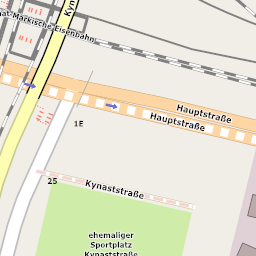 Kyn
at-Märkische-Eisenbahn
Hauptstraße
Hauptstraße
1E
25
Kynaststraße
ehemaliger
Sportplatz
Kynaststraße